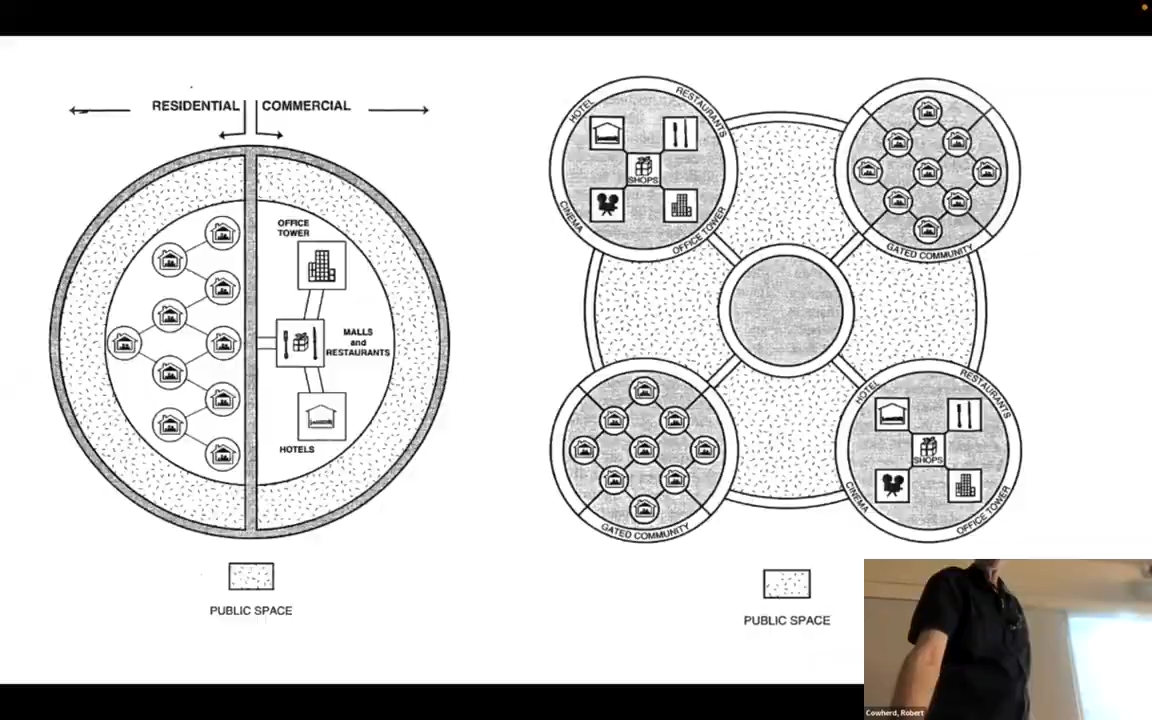 RESIDENTIAL
COMMERCIAL
OFFICE
TOWER
MALLS
and
RESTAURANTS
HOTELS
PUBLIC SPACE
HOTEL
RESTAURANTS
SHOPS
CINEMA
OFFICE TOWER
GATED COMMUNITY
GATED COMMUNITY
HOTEL
RESTAURANTS
SHOPS
CINEMA
OFFICE TOWER
PUBLIC SPACE
Cowherd, Robert